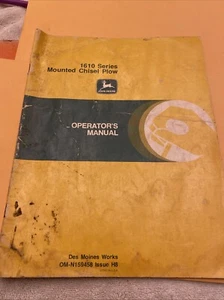 1610 Series
Mounted Chisel Plow
JOHN DEERE
OPERATOR'S
MANUAL
Des Moines Works
OM-N159458 Issue H8